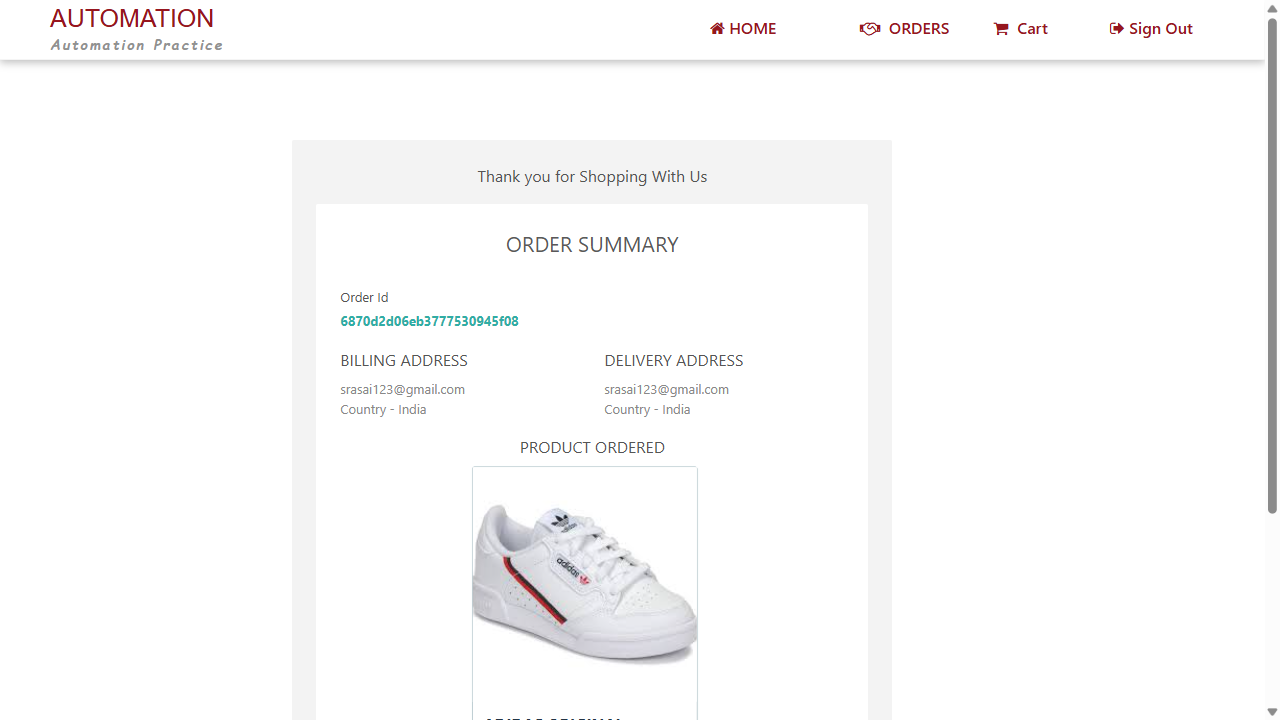 AUTOMATION
Automation Practice
HOME
ORDERS
Cart
Sign Out
Thank you for Shopping With Us
ORDER SUMMARY
Order Id
6870d2d06eb3777530945f08
BILLING ADDRESS
DELIVERY ADDRESS
srasai123@gmail.com
srasai123@gmail.com
Country - India
Country - India
PRODUCT ORDERED
adidas